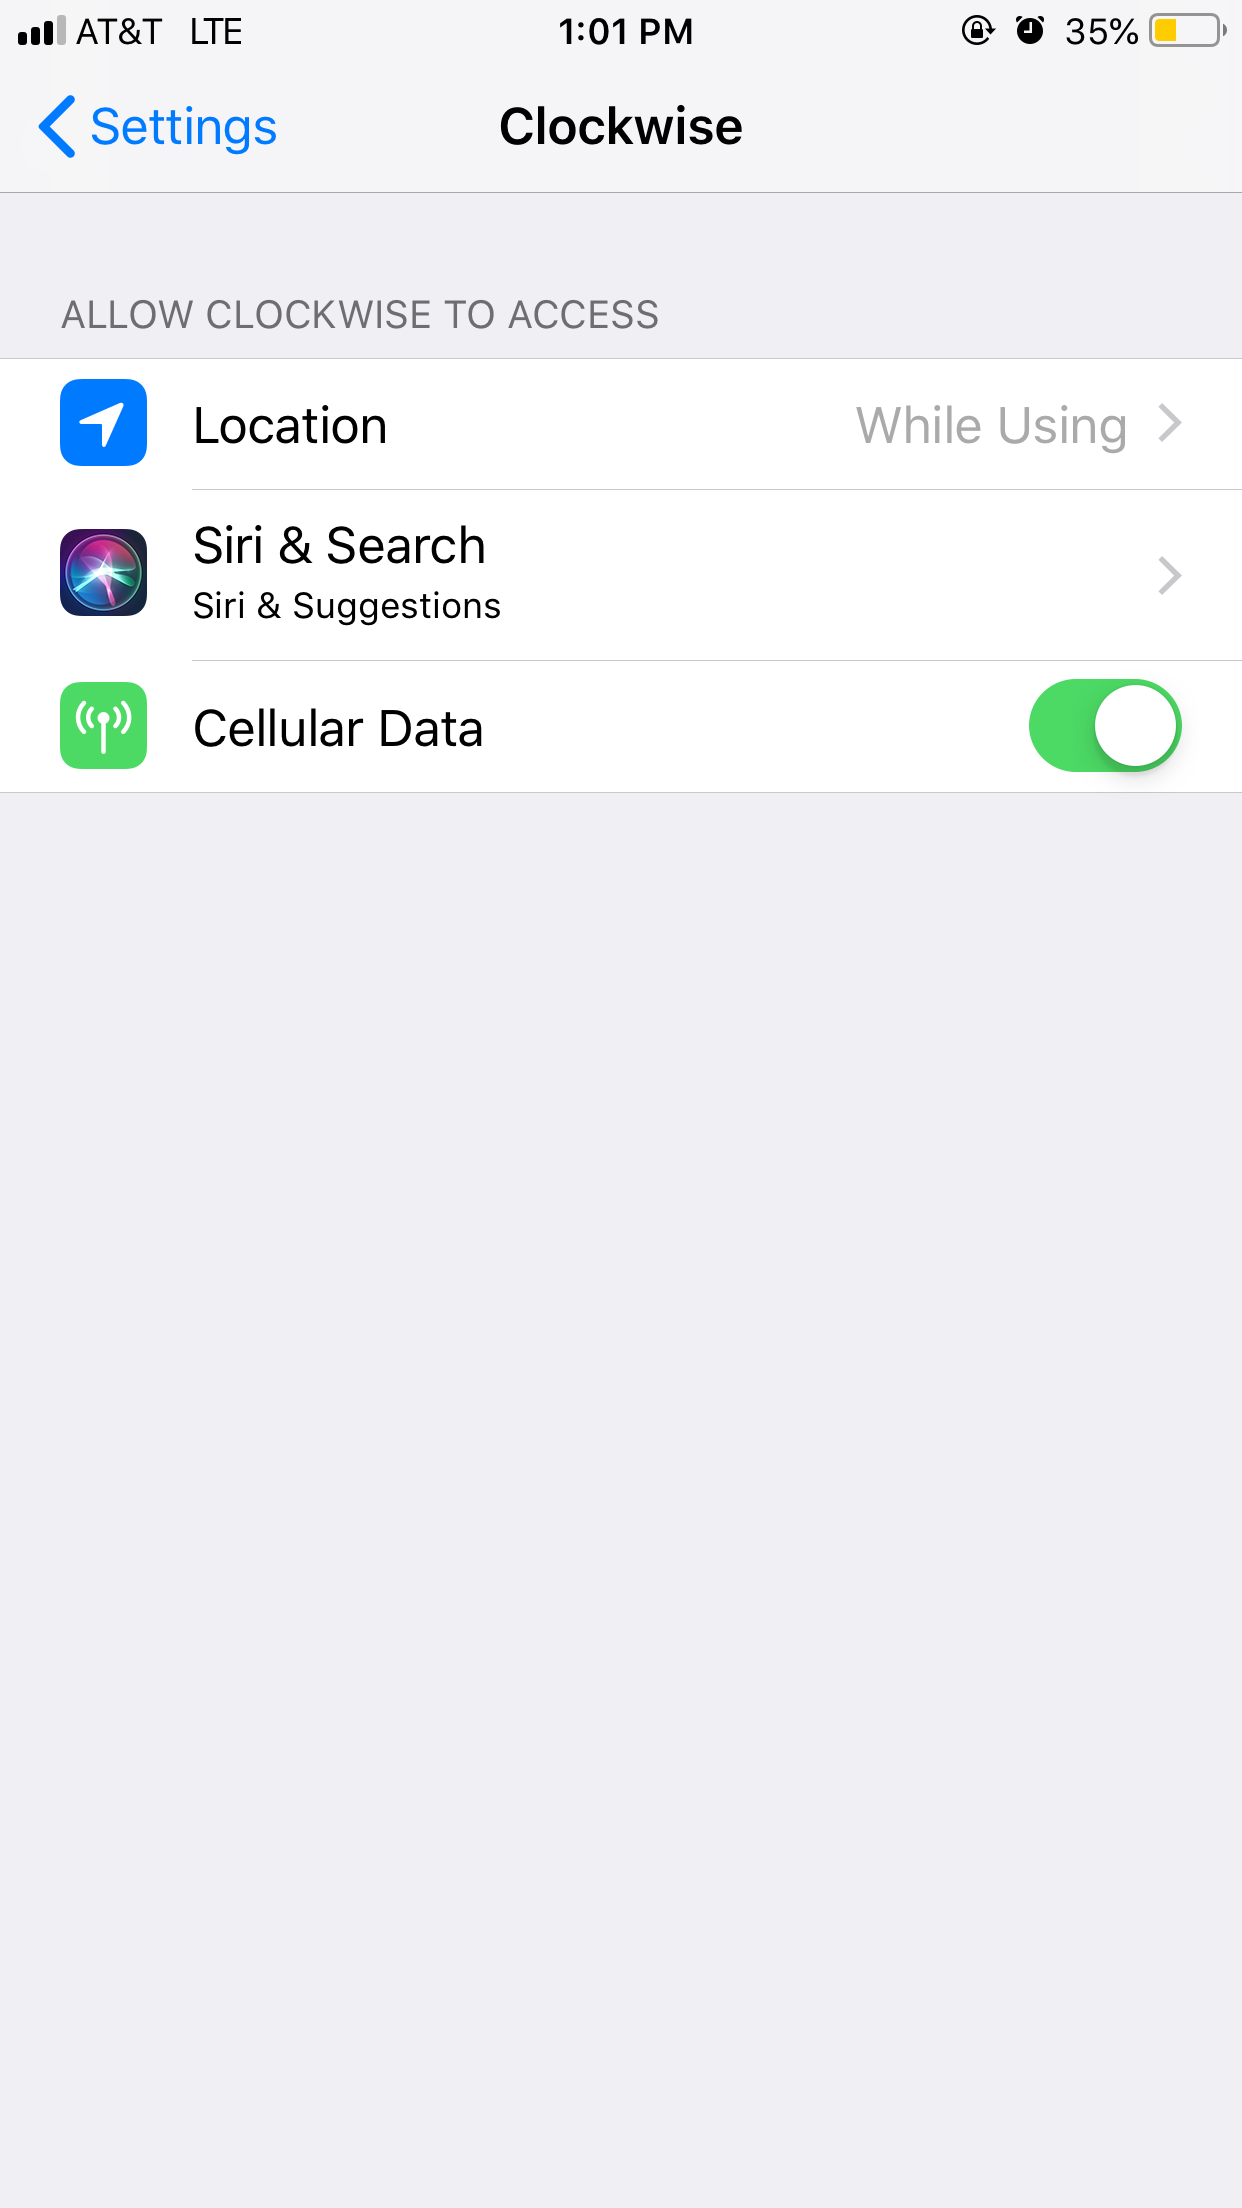 AT&T LTE 1:01 PM 35%
Settings Clockwise
ALLOW CLOCKWISE TO ACCESS
Location While Using
Siri & Search
Siri & Suggestions
Cellular Data